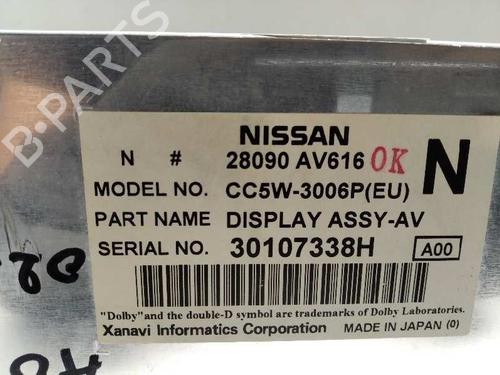 B-PARTS
NISSAN
N # 28090 AV616 OK N
MODEL NO. CC5W-3006P(EU)
PART NAME DISPLAY ASSY-AV
SERIAL NO. 30107338H A00
"Dolby"and the double-D symbol are trademarks of Dolby Laboratories.
Xanavi Informatics Corporation MADE IN JAPAN (0)